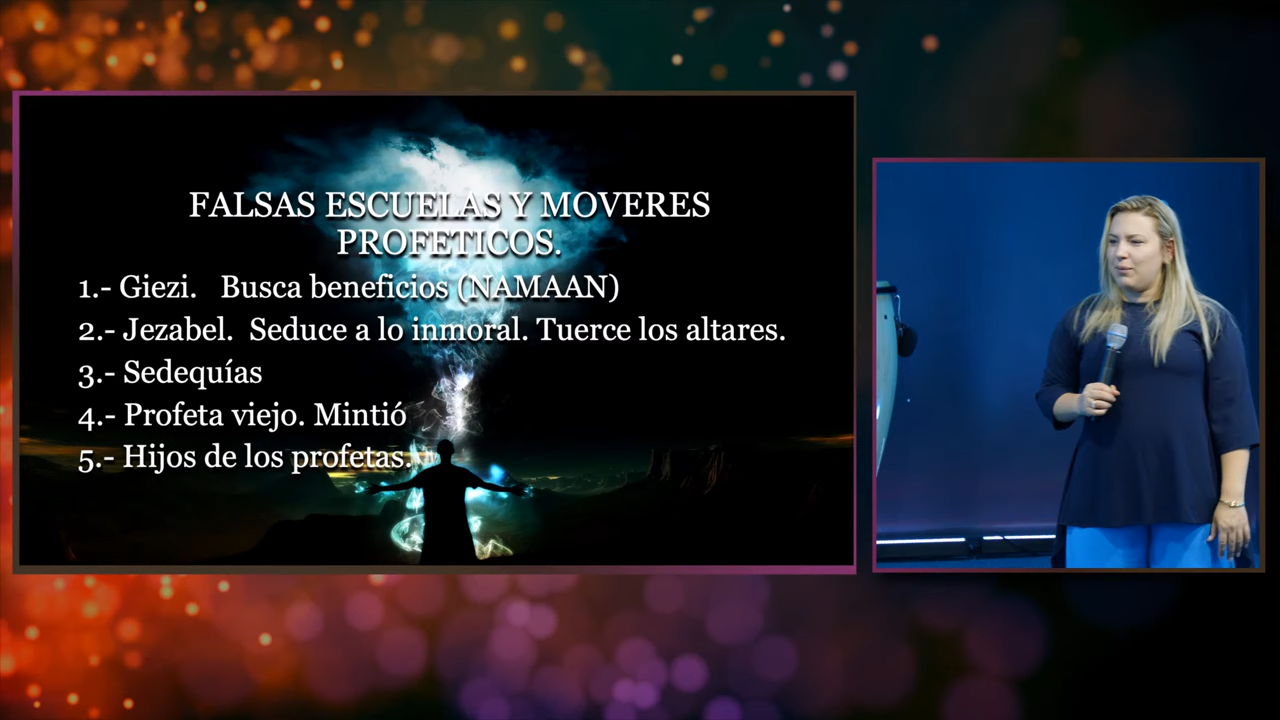 FALSAS ESCUELAS Y MOVERES
PROFETICOS.
1.- Giezi. Busca beneficios (NAMAAN)
2.- Jezabel. Seduce a lo inmoral. Tuerce los altares.
3.- Sedequías
4.- Profeta viejo. Mintió
5.- Hijos de los profetas.